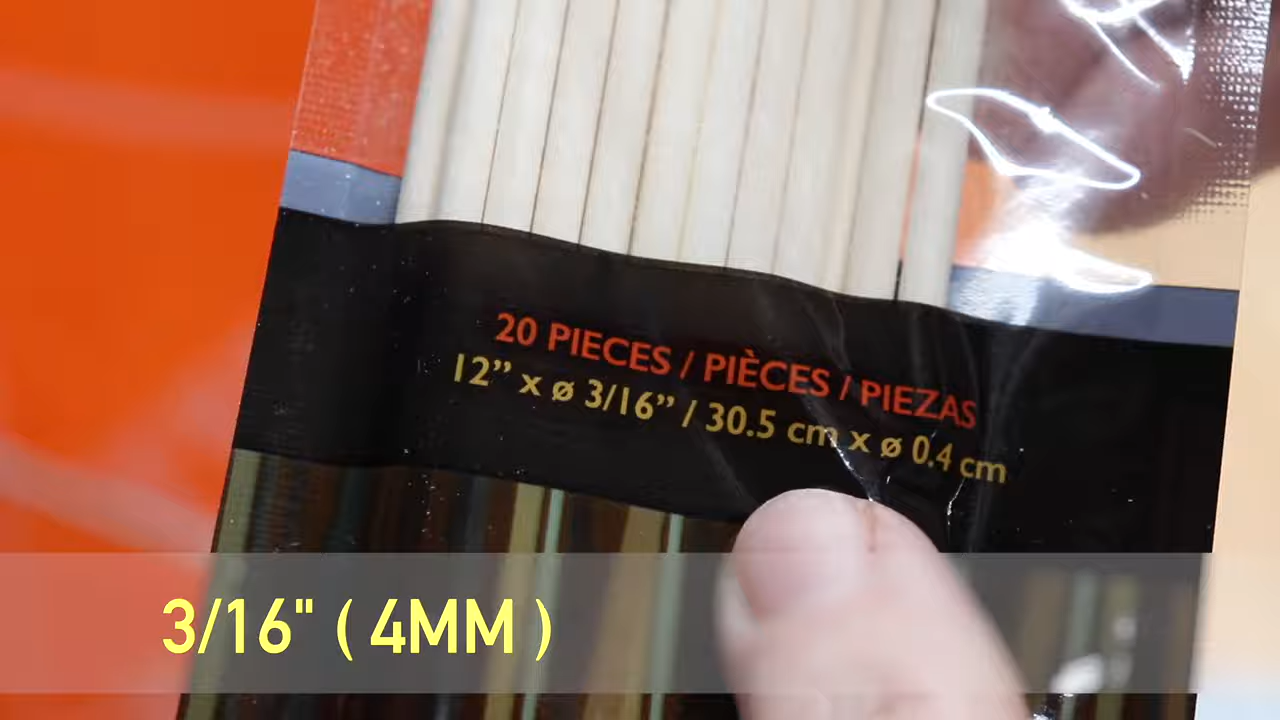 20 PIECES / PIÈCES / PIEZAS
12” x ø 3/16” / 30.5 cm x ø 0.4 cm
3/16" ( 4MM )